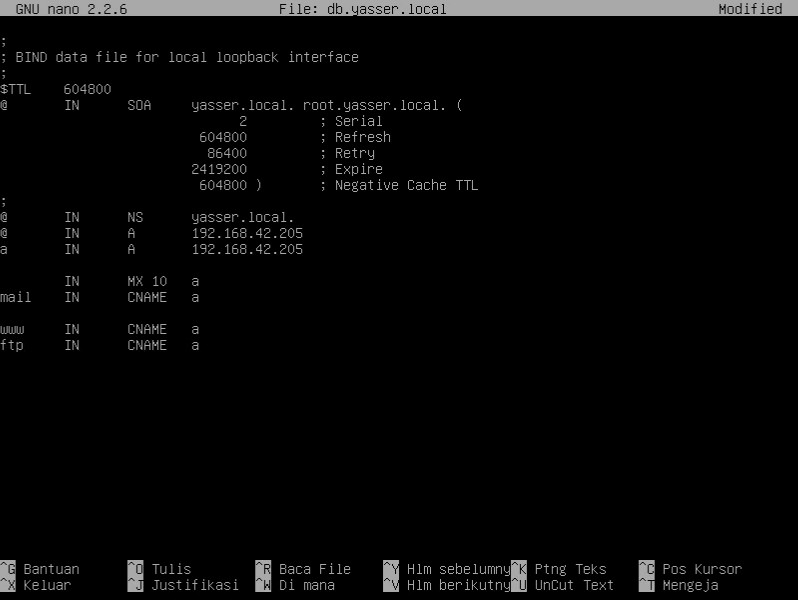 GNU nano 2.2.6 File: db.yasser.local Modified
;
; BIND data file for local loopback interface
;
$TTL 604800
@ IN SOA yasser.local. root.yasser.local. (
2 ; Serial
604800 ; Refresh
86400 ; Retry
2419200 ; Expire
604800 ) ; Negative Cache TTL
;
@ IN NS yasser.local.
@ IN A 192.168.42.205
a IN A 192.168.42.205
IN MX 10 a
mail IN CNAME a
www IN CNAME a
ftp IN CNAME a
^G Bantuan ^O Tulis ^R Baca File ^Y Hlm sebelumny ^K Ptng Teks ^C Pos Kursor
^X Keluar ^J Justifikasi ^W Di mana ^V Hlm berikutny ^U UnCut Text ^T Mengeja